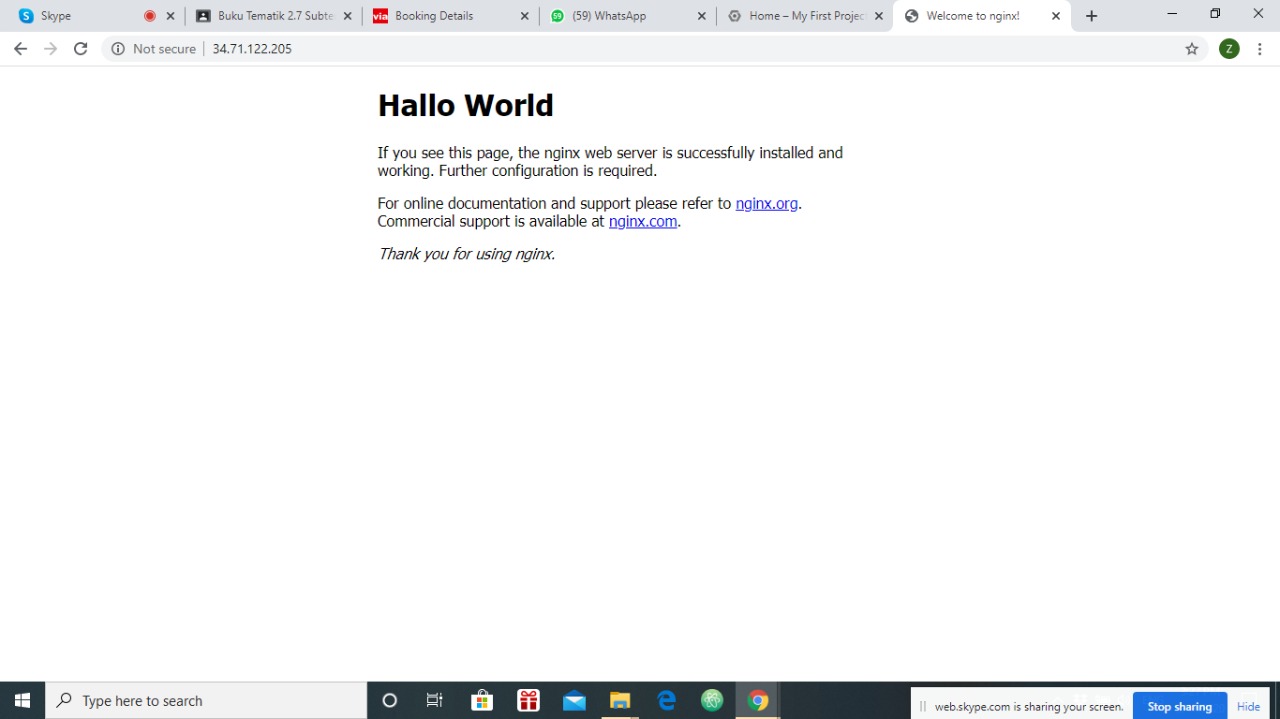 Skype
Buku Tematik 2.7 Subte
via Booking Details
59 (59) WhatsApp
Home – My First Projec
Welcome to nginx!
Not secure 34.71.122.205
Z
Hallo World
If you see this page, the nginx web server is successfully installed and
working. Further configuration is required.
For online documentation and support please refer to nginx.org.
Commercial support is available at nginx.com.
Thank you for using nginx.
Type here to search
web.skype.com is sharing your screen.
Stop sharing
Hide